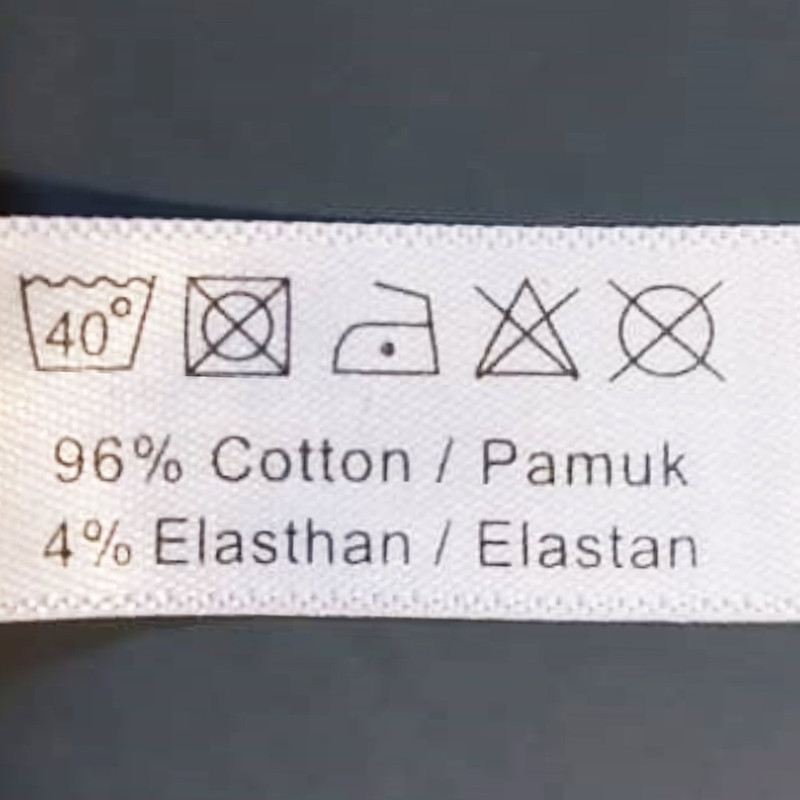 40°
96% Cotton / Pamuk
4% Elasthan / Elastan